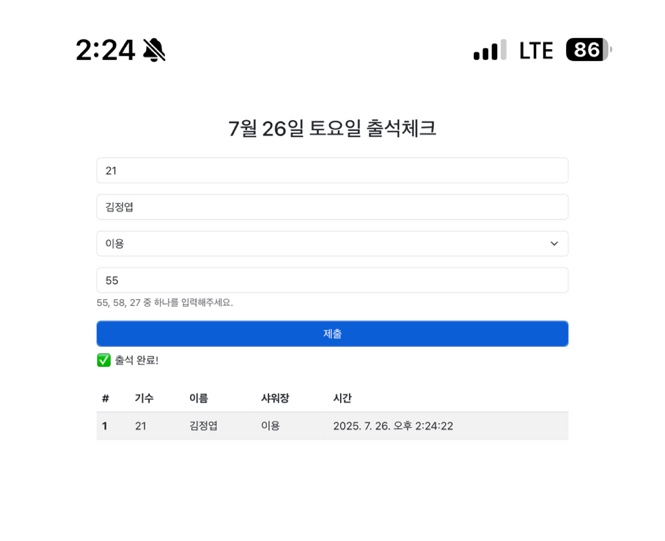 2:24 LTE 86
7월 26일 토요일 출석체크
21
김정엽
이용
55
55, 58, 27 중 하나를 입력해주세요.
제출
✅ 출석 완료!
# 기수 이름 샤워장 시간
1 21 김정엽 이용 2025. 7. 26. 오후 2:24:22